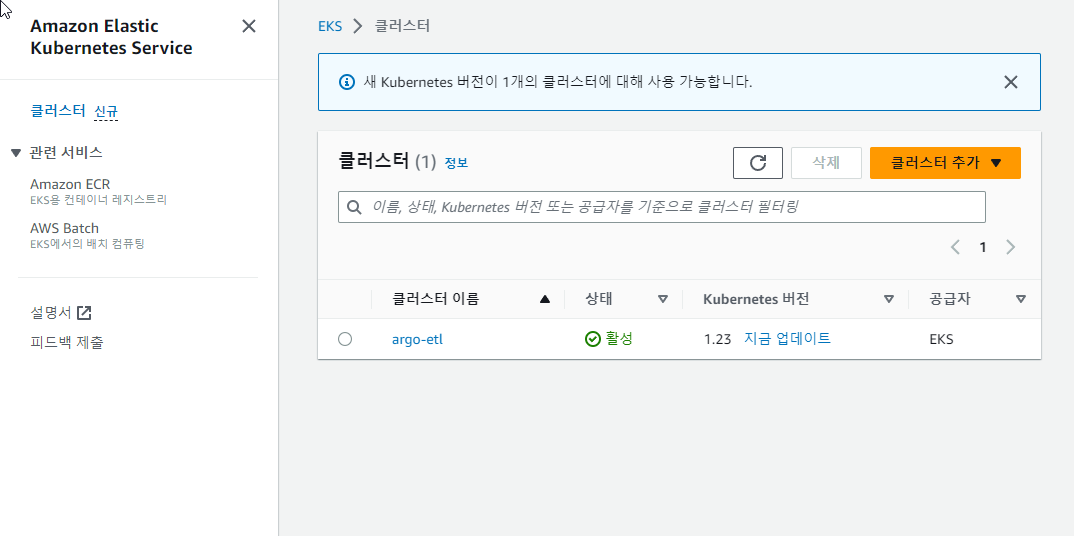 Amazon Elastic
Kubernetes Service
클러스터 신규
관련 서비스
Amazon ECR
EKS용 컨테이너 레지스트리
AWS Batch
EKS에서의 배치 컴퓨팅
설명서
피드백 제출
EKS > 클러스터
새 Kubernetes 버전이 1개의 클러스터에 대해 사용 가능합니다.
클러스터 (1) 정보
삭제
클러스터 추가
이름, 상태, Kubernetes 버전 또는 공급자를 기준으로 클러스터 필터링
1
클러스터 이름 상태 Kubernetes 버전 공급자
argo-etl 활성 1.23 지금 업데이트 EKS